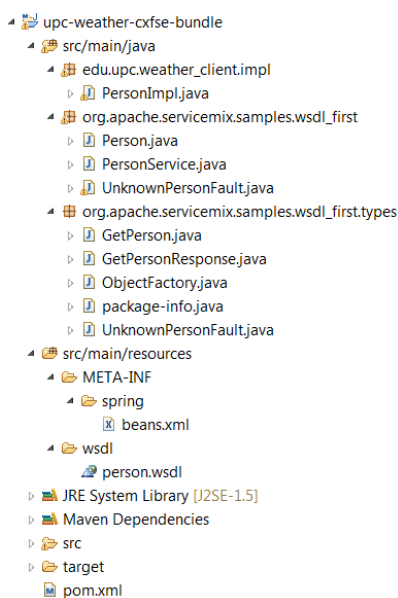 upc-weather-cxfse-bundle
src/main/java
edu.upc.weather_client.impl
PersonImpl.java
org.apache.servicemix.samples.wsdl_first
Person.java
PersonService.java
UnknownPersonFault.java
org.apache.servicemix.samples.wsdl_first.types
GetPerson.java
GetPersonResponse.java
ObjectFactory.java
package-info.java
UnknownPersonFault.java
src/main/resources
META-INF
spring
beans.xml
wsdl
person.wsdl
JRE System Library [J2SE-1.5]
Maven Dependencies
src
target
pom.xml